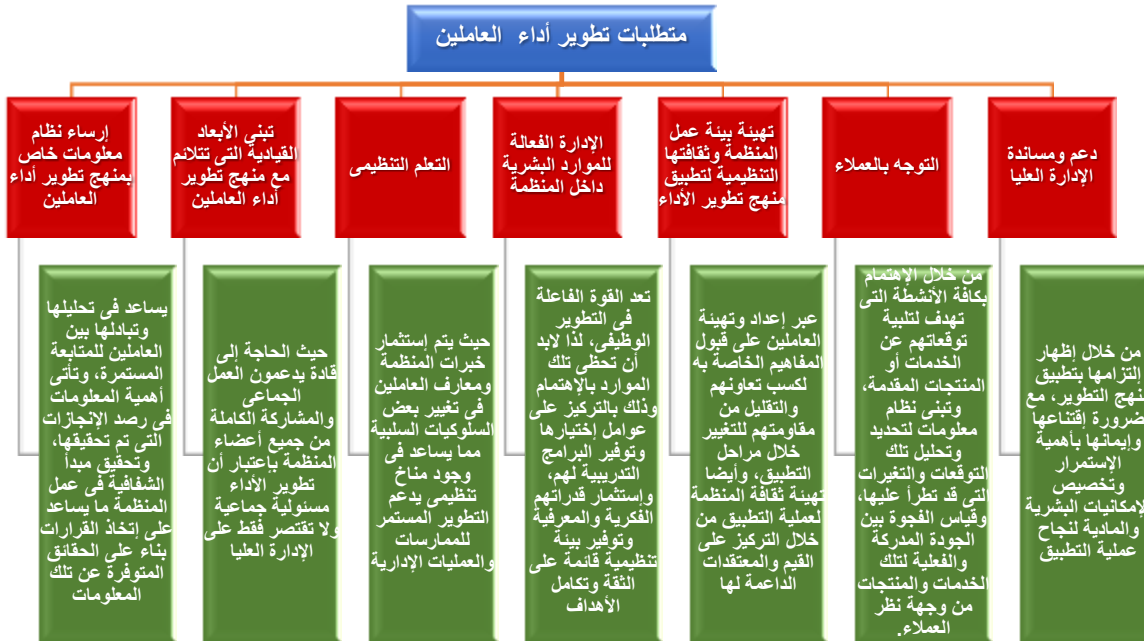 متطلبات تطوير أداء العاملين
دعم ومساندة
الإدارة العليا
التوجه بالعملاء
تهيئة بيئة عمل
المنظمة وثقافتها
التنظيمية لتطبيق
منهج تطوير الأداء
الإدارة الفعالة
للموارد البشرية
داخل المنظمة
التعلم التنظيمى
تبنى الأبعاد
القيادية التى تتلائم
مع منهج تطوير
أداء العاملين
إرساء نظام
معلومات خاص
بمنهج تطوير أداء
العاملين
من خلال إظهار
إلتزامها بتطبيق
منهج التطوير، مع
ضرورة إقتناعها
وإيمانها بأهمية
الإستمرار
وتخصيص
الإمكانيات البشرية
والمادية لنجاح
عملية التطبيق
من خلال الإهتمام
بكافة الأنشطة التى
تهدف لتلبية
توقعاتهم عن
الخدمات أو
المنتجات المقدمة،
وتبنى نظام
معلومات لتحديد
وتحليل تلك
التوقعات والتغيرات
التى قد تطرأ عليها،
وقياس الفجوة بين
الجودة المدركة
والفعلية لتلك
الخدمات والمنتجات
من وجهة نظر
العملاء.
عبر إعداد وتهيئة
العاملين على قبول
المفاهيم الخاصة به
لكسب تعاونهم
والتقليل من
مقاومتهم للتغيير
خلال مراحل
التطبيق، وأيضا
تهيئة ثقافة المنظمة
لعملية التطبيق من
خلال التركيز على
القيم والمعتقدات
الداعمة لها
تعد القوة الفاعلة
فى التطوير
الوظيفى، لذا لابد
أن تحظى تلك
الموارد بالإهتمام
وذلك بالتركيز على
عوامل إختيارها
وتوفير البرامج
التدريبية لهم،
واستثمار قدراتهم
الفكرية والمعرفية
وتوفير بيئة
تنظيمية قائمة على
الثقة وتكامل
الأهداف
حيث يتم إستثمار
خبرات المنظمة
ومعارف العاملين
فى تغيير بعض
السلوكيات السلبية
مما يساعد فى
وجود مناخ
تنظيمى يدعم
التطوير المستمر
للممارسات
والعمليات الإدارية
حيث الحاجة إلى
قادة يدعمون العمل
الجماعى
والمشاركة الكاملة
من جميع أعضاء
المنظمة بإعتبار أن
تطوير الأداء
مسئولية جماعية
ولا تقتصر فقط على
الإدارة العليا
يساعد فى تحليلها
وتبادلها بين
العاملين للمتابعة
المستمرة، وتأتى
أهمية المعلومات
فى رصد الإنجازات
التى تم تحقيقها،
وتحقيق مبدأ
الشفافية فى عمل
المنظمة ما يساعد
على إتخاذ القرارات
بناء على الحقائق
المتوفرة عن تلك
المعلومات